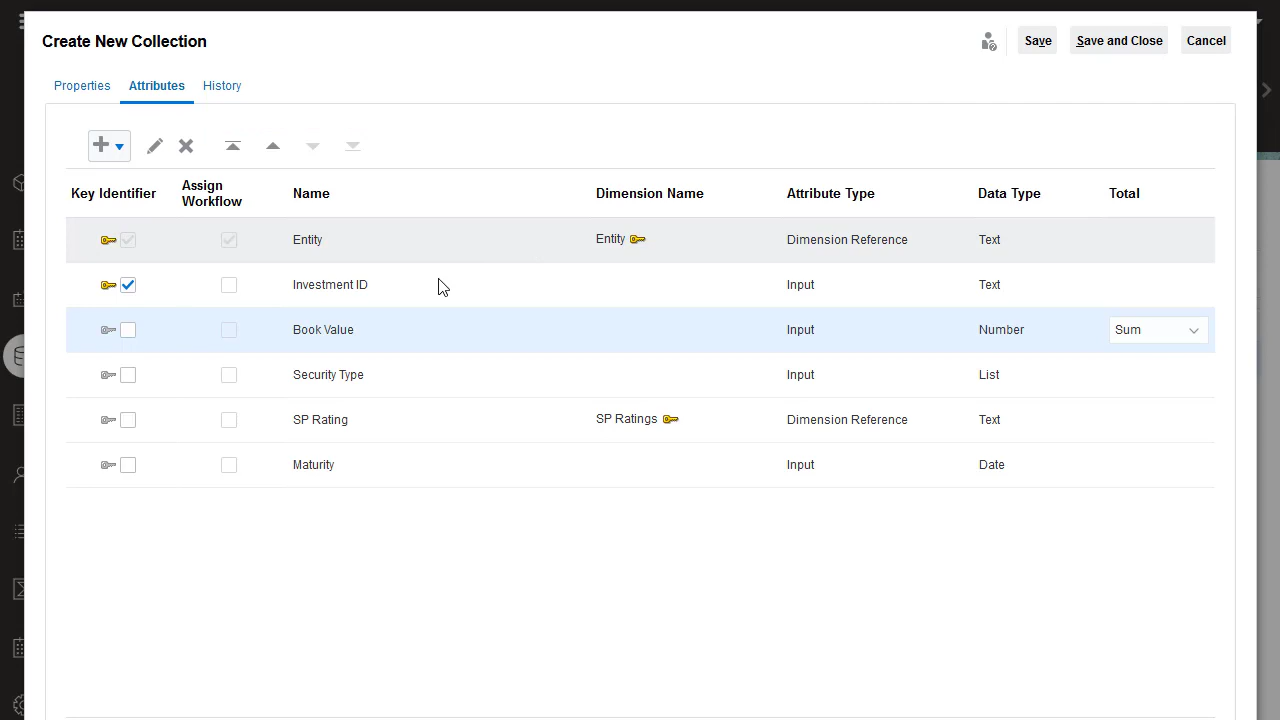 Create New Collection
Save
Save and Close
Cancel
Properties
Attributes
History
Key Identifier
Assign Workflow
Name
Dimension Name
Attribute Type
Data Type
Total
Entity
Entity
Dimension Reference
Text
Investment ID
Input
Text
Book Value
Input
Number
Sum
Security Type
Input
List
SP Rating
SP Ratings
Dimension Reference
Text
Maturity
Input
Date